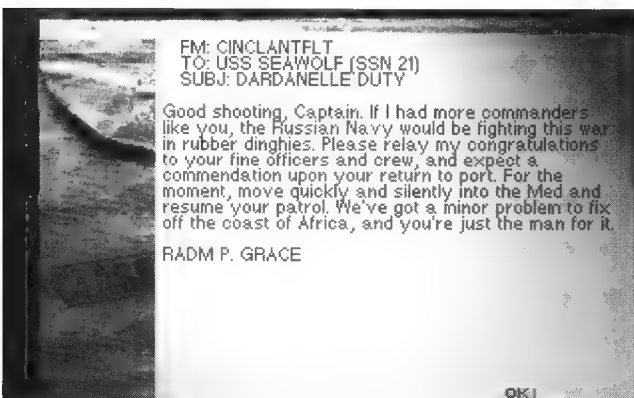 FM: CINCLANTFLT
TO: USS SEAWOLF (SSN 21)
SUBJ: DARDANELLE DUTY
Good shooting, Captain. If I had more commanders
like you, the Russian Navy would be fighting this war
in rubber dinghies. Please relay my congratulations
to your fine officers and crew, and expect a
commendation upon your return to port. For the
moment, move quickly and silently into the Med and
resume your patrol. We've got a minor problem to fix
off the coast of Africa, and you're just the man for it.
RADM P. GRACE
OK!